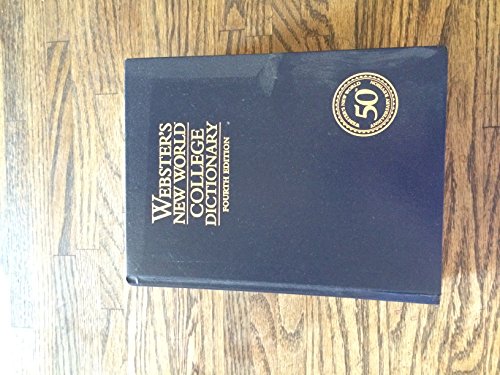 WEBSTER'S
NEW WORLD
COLLEGE
DICTIONARY
FOURTH EDITION
50